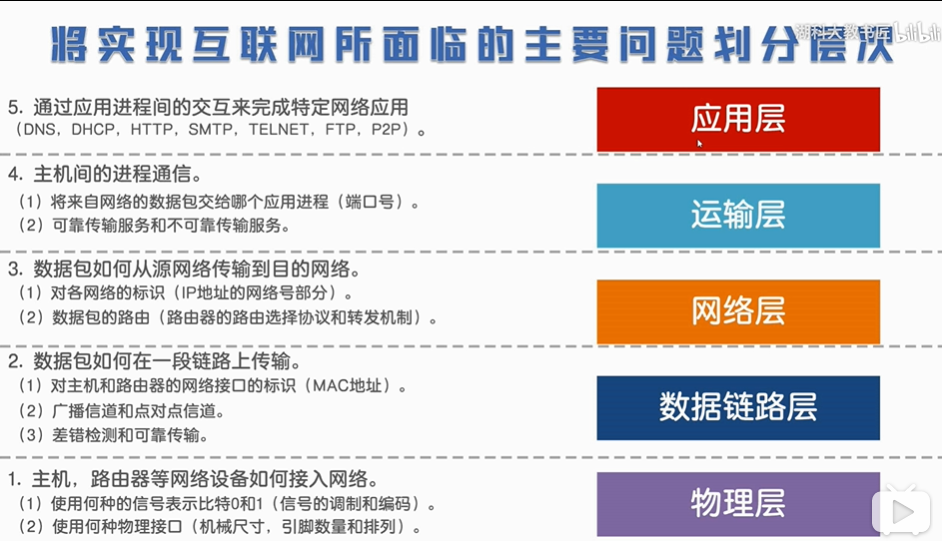 将实现互联网所面临的主要问题划分层次
湖科大教书匠 bilibili
5. 通过应用进程间的交互来完成特定网络应用
（DNS，DHCP，HTTP，SMTP，TELNET，FTP，P2P）。
应用层
4. 主机间的进程通信。
（1）将来自网络的数据包交给哪个应用进程（端口号）。
（2）可靠传输服务和不可靠传输服务。
运输层
3. 数据包如何从源网络传输到目的网络。
（1）对各网络的标识（IP地址的网络号部分）。
（2）数据包的路由（路由器的路由选择协议和转发机制）。
网络层
2. 数据包如何在一段链路上传输。
（1）对主机和路由器的网络接口的标识（MAC地址）。
（2）广播信道和点对点信道。
（3）差错检测和可靠传输。
数据链路层
1. 主机，路由器等网络设备如何接入网络。
（1）使用何种的信号表示比特0和1（信号的调制和编码）。
（2）使用何种物理接口（机械尺寸，引脚数量和排列）。
物理层